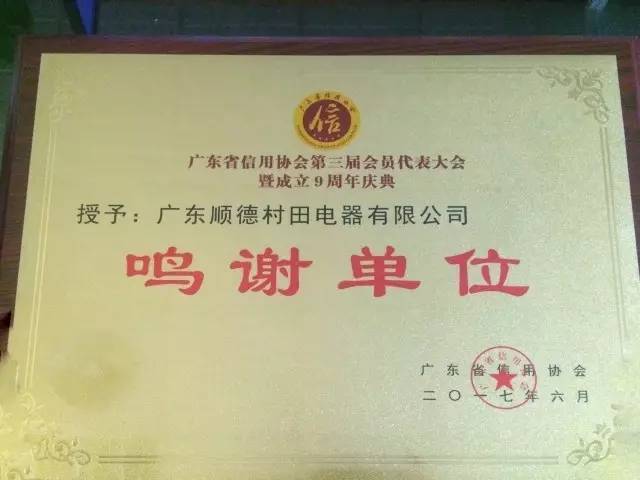 信
广东省信用协会第三届会员代表大会
暨成立9周年庆典
授予：广东顺德村田电器有限公司
鸣谢单位
广东省信用协会
二〇一七年六月